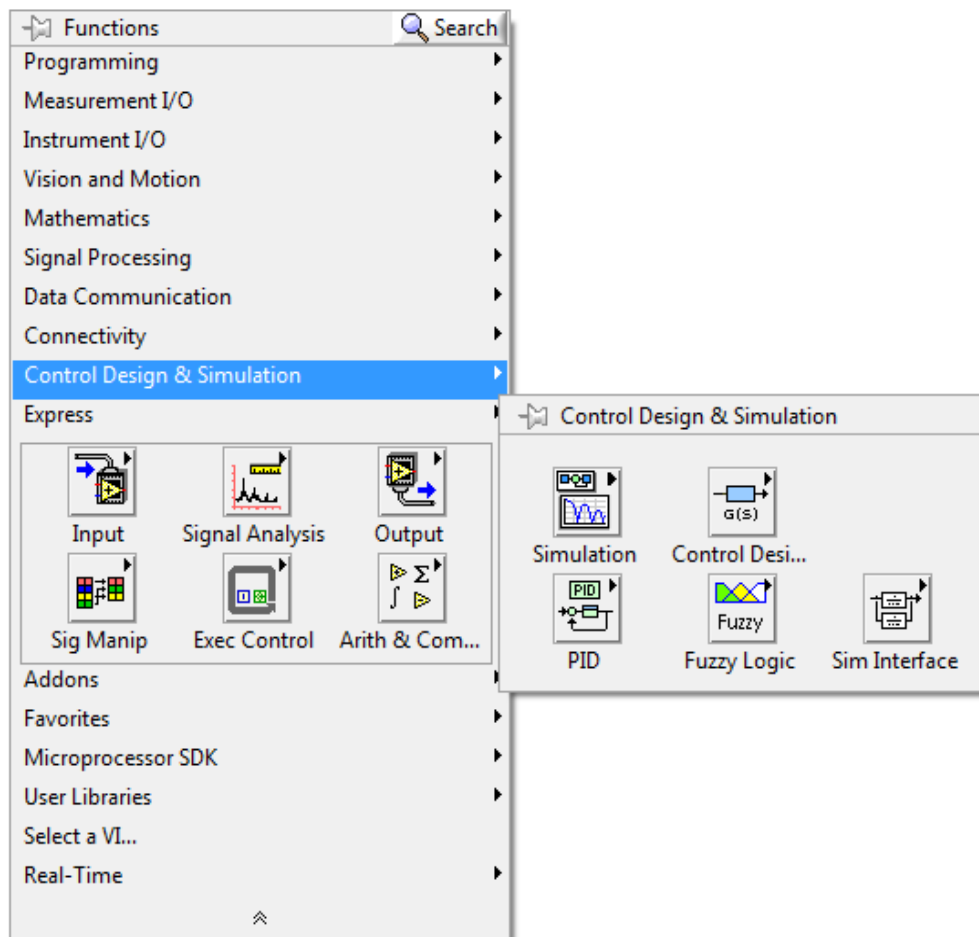 Functions Search
Programming
Measurement I/O
Instrument I/O
Vision and Motion
Mathematics
Signal Processing
Data Communication
Connectivity
Control Design & Simulation
Express
Input Signal Analysis Output
Sig Manip Exec Control Arith & Com...
Addons
Favorites
Microprocessor SDK
User Libraries
Select a VI...
Real-Time
Control Design & Simulation
G(s)
Simulation Control Desi...
PID Fuzzy
PID Fuzzy Logic Sim Interface